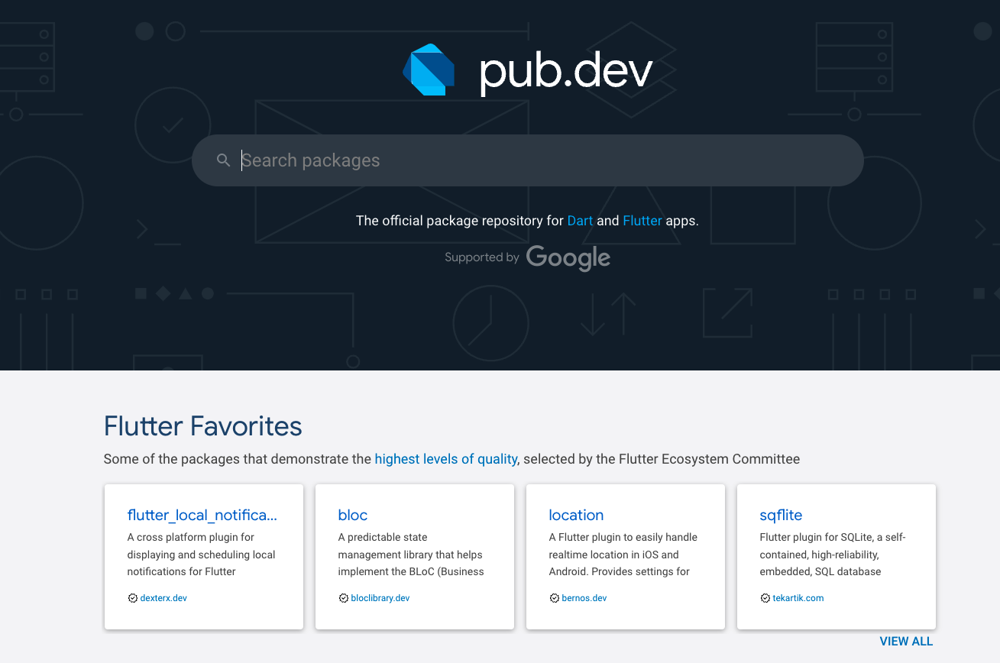 pub.dev
Search packages
The official package repository for Dart and Flutter apps.
Supported by Google
Flutter Favorites
Some of the packages that demonstrate the highest levels of quality, selected by the Flutter Ecosystem Committee
flutter_local_notifica...
A cross platform plugin for
displaying and scheduling local
notifications for Flutter
dexterx.dev
bloc
A predictable state
management library that helps
implement the BLoC (Business
bloclibrary.dev
location
A Flutter plugin to easily handle
realtime location in iOS and
Android. Provides settings for
bernos.dev
sqflite
Flutter plugin for SQLite, a self-
contained, high-reliability,
embedded, SQL database
tekartik.com
VIEW ALL